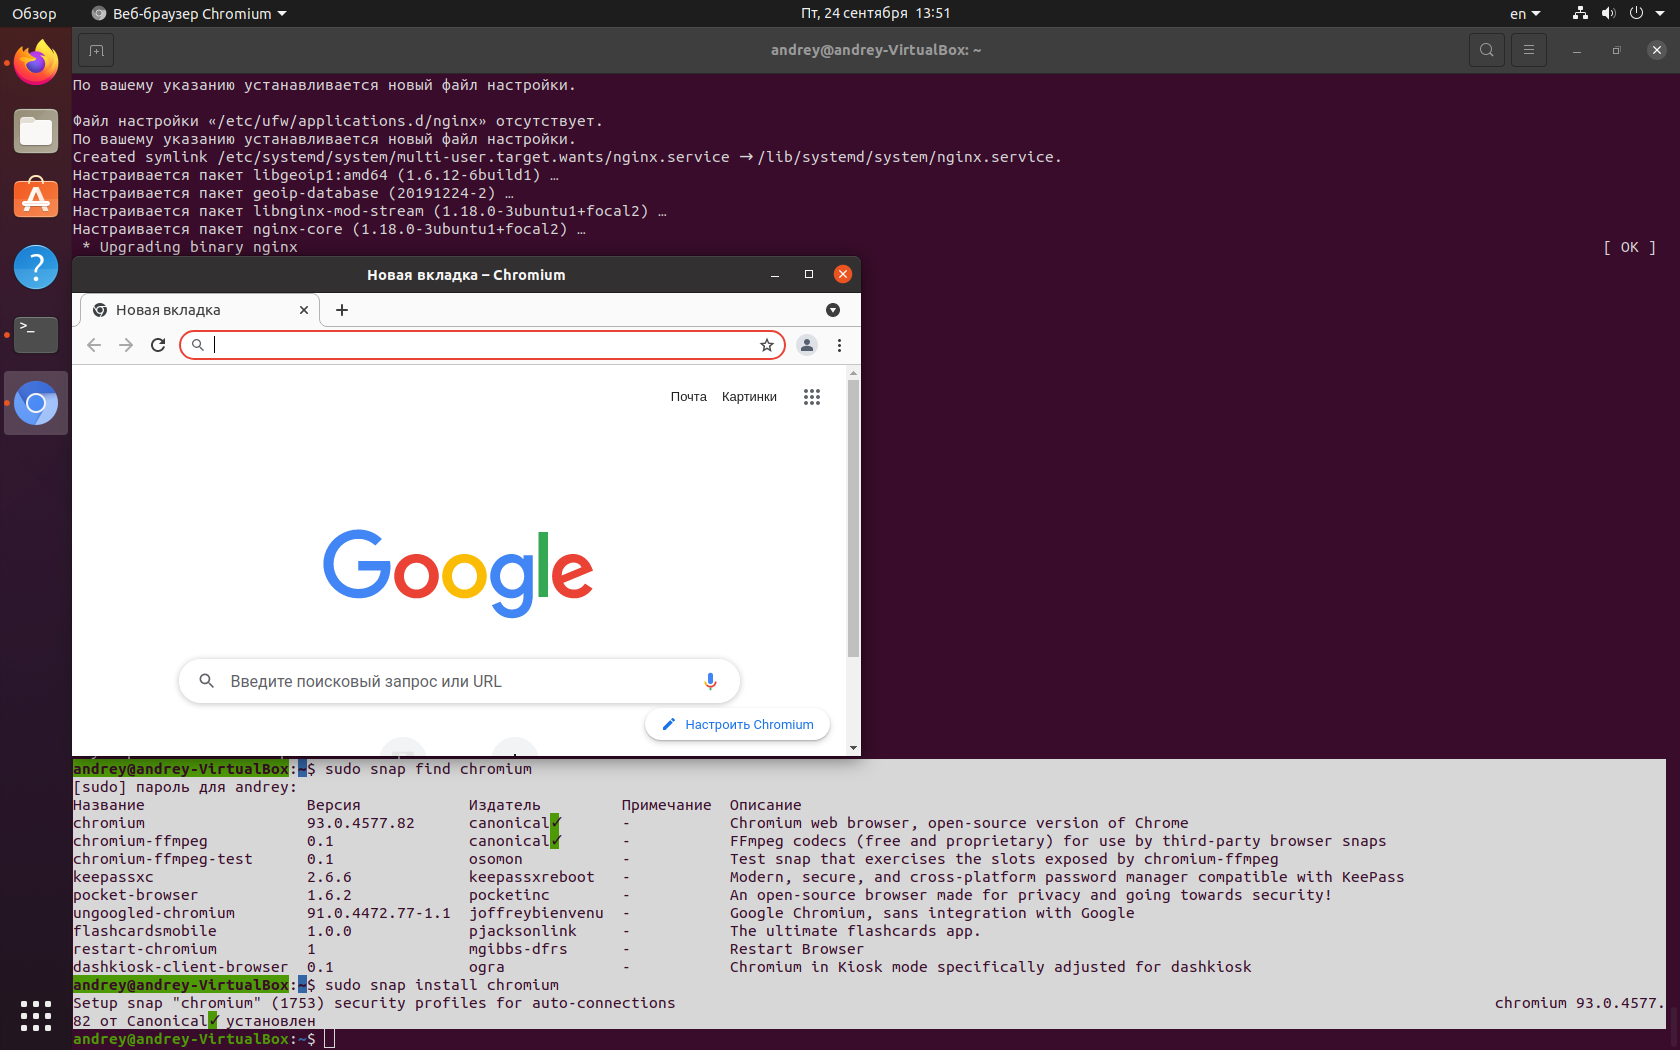 Обзор
Веб-браузер Chromium
Пт, 24 сентября 13:51
en
andrey@andrey-VirtualBox: ~
По вашему указанию устанавливается новый файл настройки.
Файл настройки «/etc/ufw/applications.d/nginx» отсутствует.
По вашему указанию устанавливается новый файл настройки.
Created symlink /etc/systemd/system/multi-user.target.wants/nginx.service → /lib/systemd/system/nginx.service.
Настраивается пакет libgeoip1:amd64 (1.6.12-6build1) …
Настраивается пакет geoip-database (20191224-2) …
Настраивается пакет libnginx-mod-stream (1.18.0-3ubuntu1+focal2) …
Настраивается пакет nginx-core (1.18.0-3ubuntu1+focal2) …
* Upgrading binary nginx [ OK ]
Новая вкладка – Chromium
Новая вкладка
Почта Картинки
Google
Введите поисковый запрос или URL
Настроить Chromium
andrey@andrey-VirtualBox:~$ sudo snap find chromium
[sudo] пароль для andrey:
Название Версия Издатель Примечание Описание
chromium 93.0.4577.82 canonical✓ - Chromium web browser, open-source version of Chrome
chromium-ffmpeg 0.1 canonical✓ - FFmpeg codecs (free and proprietary) for use by third-party browser snaps
chromium-ffmpeg-test 0.1 osomon - Test snap that exercises the slots exposed by chromium-ffmpeg
keepassxc 2.6.6 keepassxreboot - Modern, secure, and cross-platform password manager compatible with KeePass
pocket-browser 1.6.2 pocketinc - An open-source browser made for privacy and going towards security!
ungoogled-chromium 91.0.4472.77-1.1 joffreybienvenu - Google Chromium, sans integration with Google
flashcardsmobile 1.0.0 pjacksonlink - The ultimate flashcards app.
restart-chromium 1 mgibbs-dfrs - Restart Browser
dashkiosk-client-browser 0.1 ogra - Chromium in Kiosk mode specifically adjusted for dashkiosk
andrey@andrey-VirtualBox:~$ sudo snap install chromium
Setup snap "chromium" (1753) security profiles for auto-connections chromium 93.0.4577.
82 от Canonical✓ установлен
andrey@andrey-VirtualBox:~$